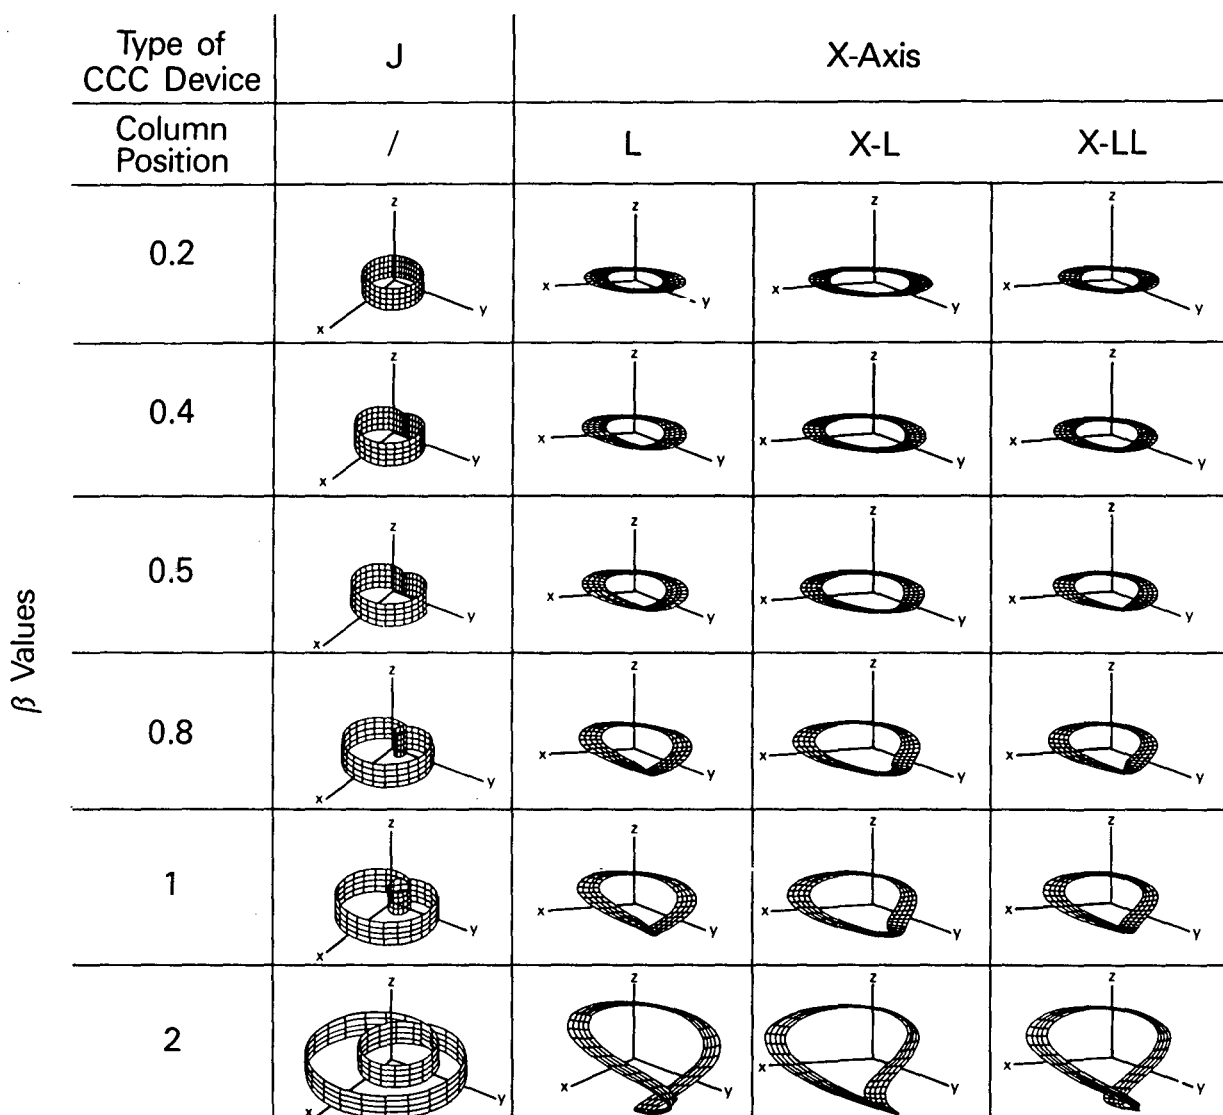 Type of
CCC Device
J
X-Axis
Column
Position
/
L
X-L
X-LL
β Values
0.2
z
x
y
z
x
y
z
x
y
z
x
y
0.4
z
x
y
z
x
y
z
x
y
z
x
y
0.5
z
x
y
z
x
y
z
x
y
z
x
y
0.8
z
x
y
z
x
y
z
x
y
z
x
y
1
z
x
y
z
x
y
z
x
y
z
x
y
2
z
x
y
z
x
y
z
x
y
z
x
y